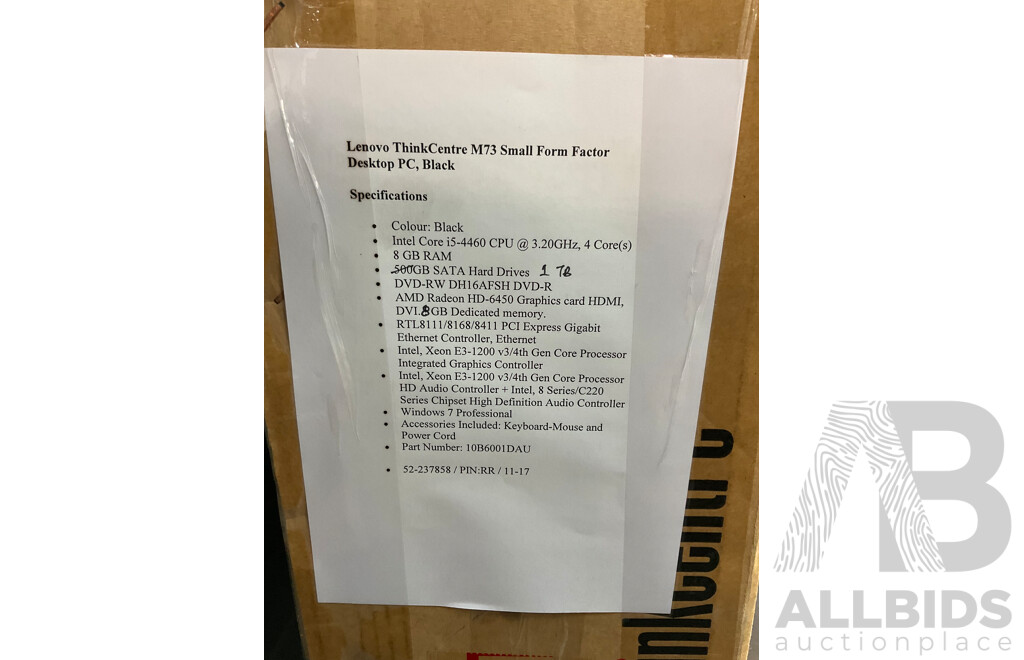 Lenovo ThinkCentre M73 Small Form Factor
Desktop PC, Black
Specifications
• Colour: Black
• Intel Core i5-4460 CPU @ 3.20GHz, 4 Core(s)
• 8 GB RAM
• 500GB SATA Hard Drives 1 TB
• DVD-RW DH16AFSH DVD-R
• AMD Radeon HD-6450 Graphics card HDMI,
DVI.8GB Dedicated memory.
• RTL8111/8168/8411 PCI Express Gigabit
Ethernet Controller, Ethernet
• Intel, Xeon E3-1200 v3/4th Gen Core Processor
Integrated Graphics Controller
• Intel, Xeon E3-1200 v3/4th Gen Core Processor
HD Audio Controller + Intel, 8 Series/C220
Series Chipset High Definition Audio Controller
• Windows 7 Professional
• Accessories Included: Keyboard-Mouse and
Power Cord
• Part Number: 10B6001DAU
• 52-237858 / PIN:RR / 11-17
nkcentre
AB
ALLBIDS
auctionplace